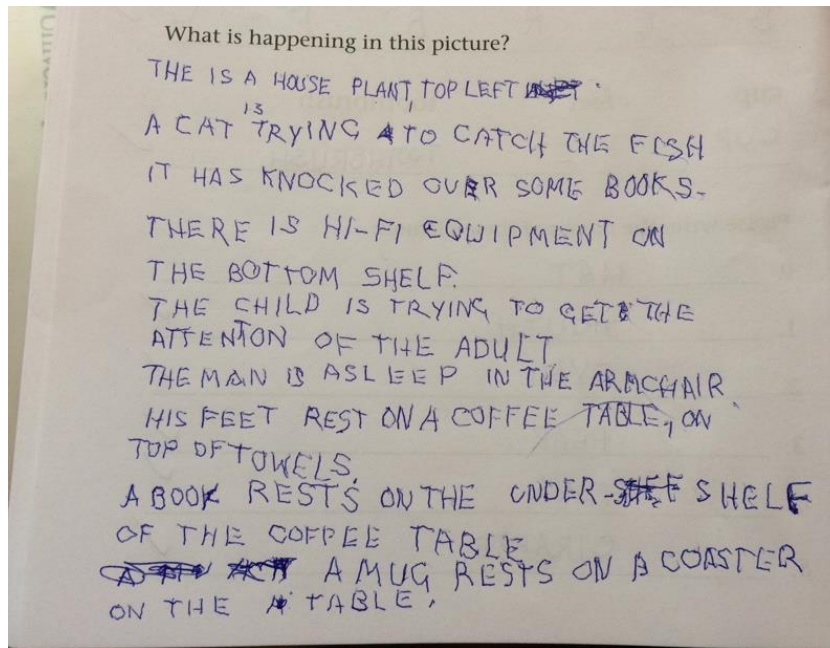 What is happening in this picture?
THE IS A HOUSE PLANT, TOP LEFT.
A CAT IS TRYING TO CATCH THE FISH
IT HAS KNOCKED OVER SOME BOOKS.
THERE IS HI-FI EQUIPMENT ON
THE BOTTOM SHELF.
THE CHILD IS TRYING TO GET THE
ATTENTION OF THE ADULT
THE MAN IS ASLEEP IN THE ARMCHAIR.
HIS FEET REST ON A COFFEE TABLE, ON
TOP OF TOWELS.
A BOOK RESTS ON THE UNDER-SHELF
OF THE COFFEE TABLE
A MUG RESTS ON A COASTER
ON THE TABLE.